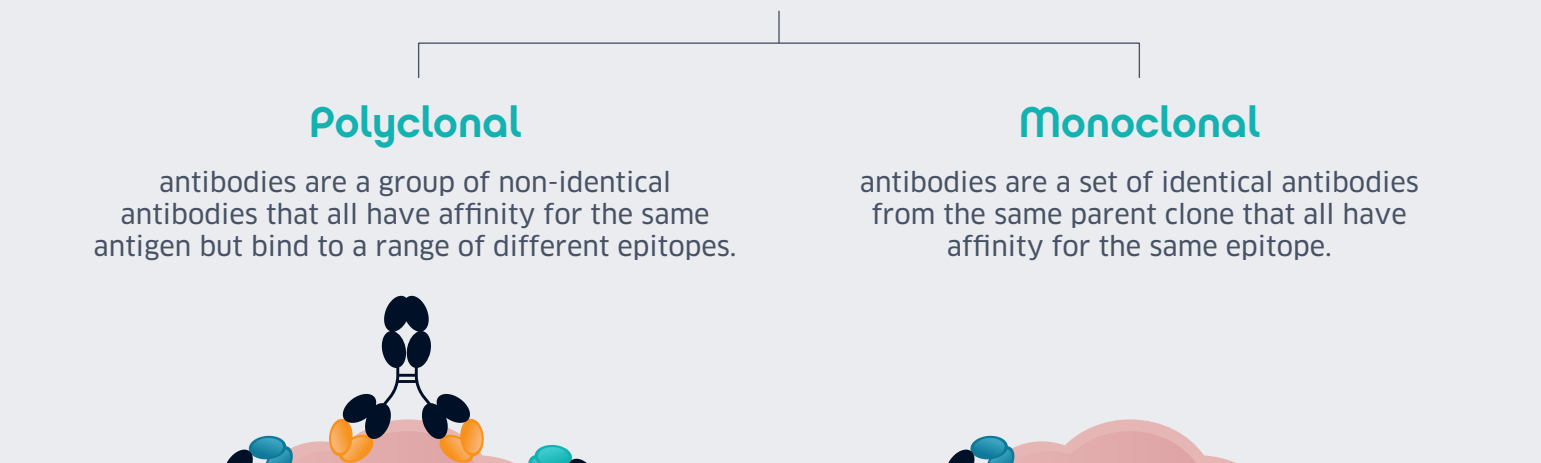 Polyclonal
antibodies are a group of non-identical
antibodies that all have affinity for the same
antigen but bind to a range of different epitopes.
Monoclonal
antibodies are a set of identical antibodies
from the same parent clone that all have
affinity for the same epitope.